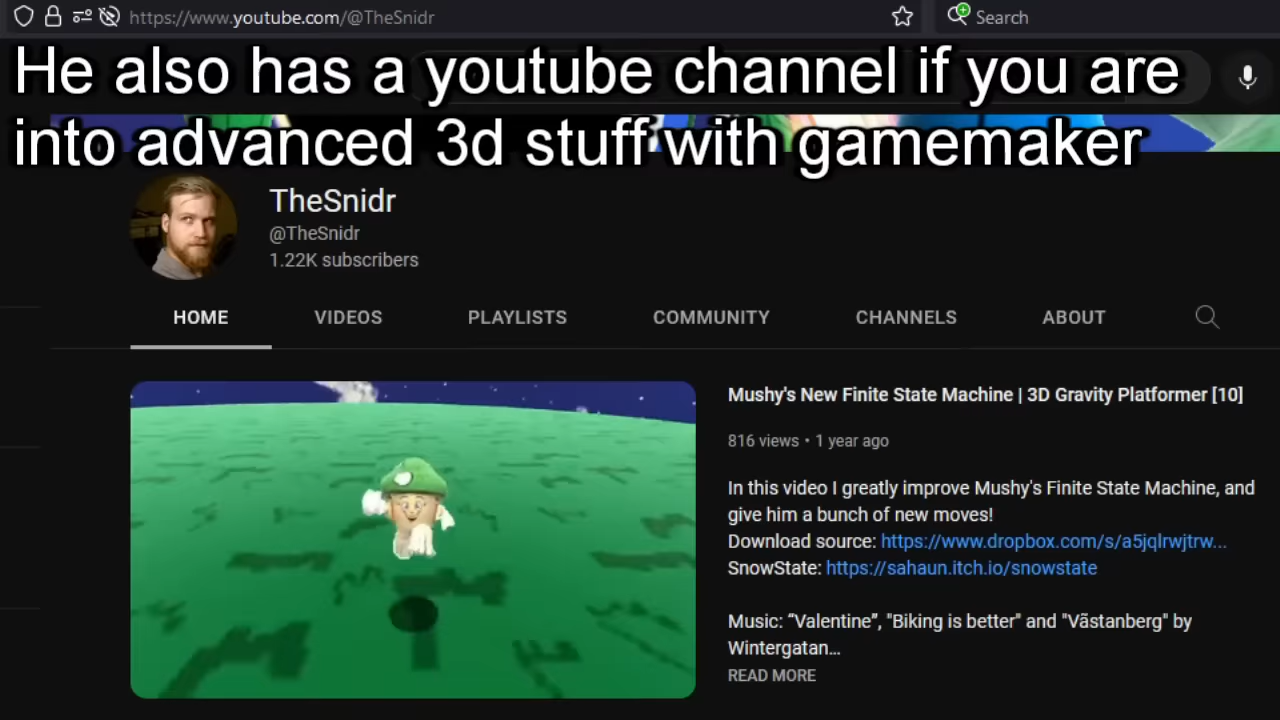 https://www.youtube.com/@TheSnidr
Search
He also has a youtube channel if you are
into advanced 3d stuff with gamemaker
TheSnidr
@TheSnidr
1.22K subscribers
HOME VIDEOS PLAYLISTS COMMUNITY CHANNELS ABOUT
Mushy's New Finite State Machine | 3D Gravity Platformer [10]
816 views • 1 year ago
In this video I greatly improve Mushy's Finite State Machine, and
give him a bunch of new moves!
Download source: https://www.dropbox.com/s/a5jqlrwjtrw...
SnowState: https://sahaun.itch.io/snowstate
Music: “Valentine”, "Biking is better" and "Västanberg" by
Wintergatan...
READ MORE